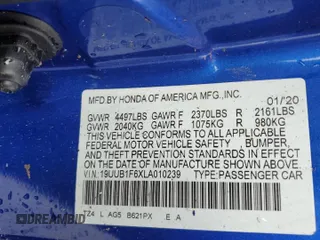 MFD.BY HONDA OF AMERICA MFG.,INC.
01/20
GVWR 4497LBS GAWR F 2370LBS R 2161LBS
GVWR 2040KG GAWR F 1075KG R 980KG
THIS VEHICLE CONFORMS TO ALL APPLICABLE
FEDERAL MOTOR VEHICLE SAFETY , BUMPER,
AND THEFT PREVENTION STANDARDS IN EFFECT
ON THE DATE OF MANUFACTURE SHOWN ABOVE.
V.I.N: 19UUB1F6XLA010239 TYPE:PASSENGER CAR
TZ4 L AG5 B621PX E A
DREAMBID